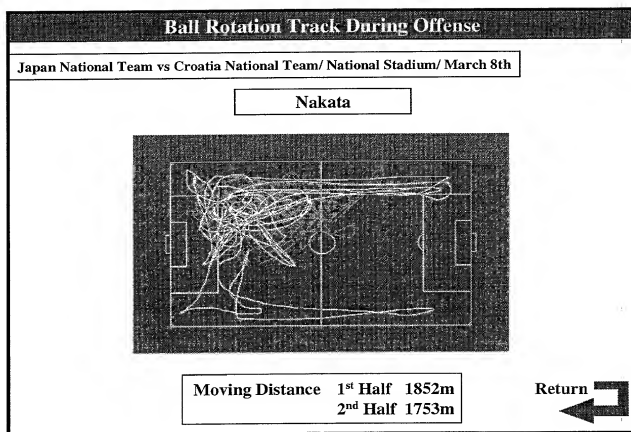 Ball Rotation Track During Offense
Japan National Team vs Croatia National Team/ National Stadium/ March 8th
Nakata
Moving Distance 1st Half 1852m
2nd Half 1753m
Return